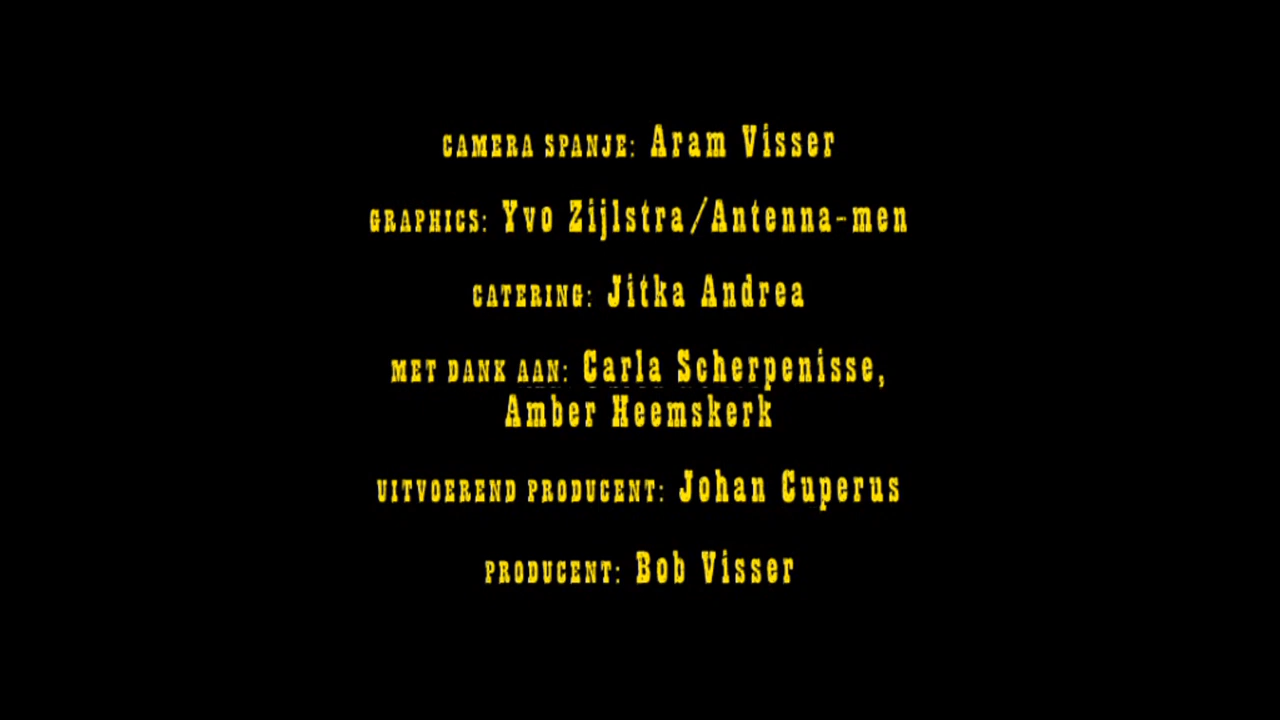 CAMERA SPANJE: Aram Visser
GRAPHICS: Yvo Zijlstra/Antenna-men
CATERING: Jitka Andrea
MET DANK AAN: Carla Scherpenisse,
Amber Heemskerk
UITVOEREND PRODUCENT: Johan Cuperus
PRODUCENT: Bob Visser